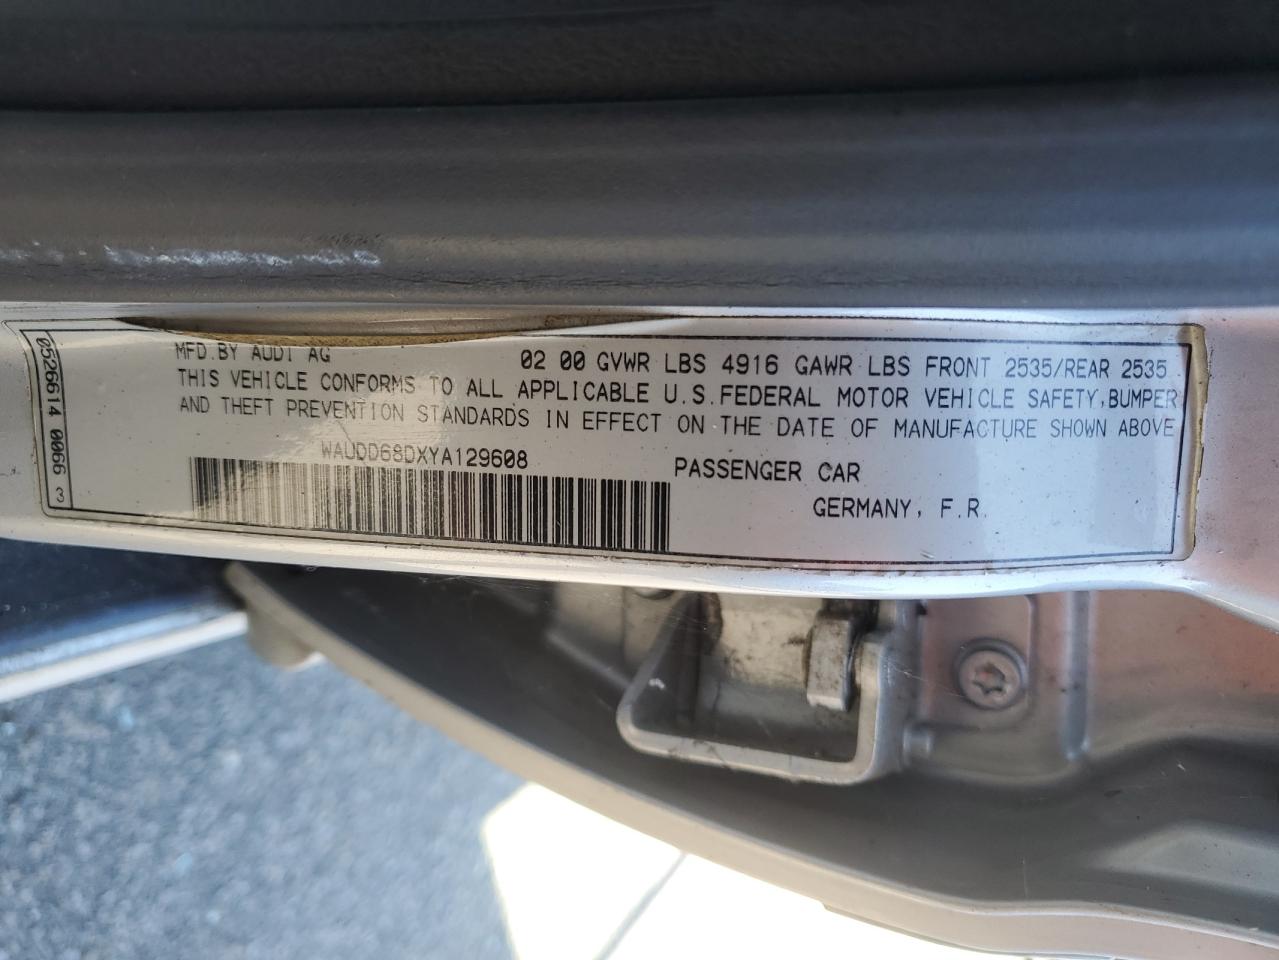 MFD.BY AUDI AG 02 00 GVWR LBS 4916 GAWR LBS FRONT 2535/REAR 2535
THIS VEHICLE CONFORMS TO ALL APPLICABLE U.S.FEDERAL MOTOR VEHICLE SAFETY,BUMPER
AND THEFT PREVENTION STANDARDS IN EFFECT ON THE DATE OF MANUFACTURE SHOWN ABOVE
WAUDD68DXYA129608 PASSENGER CAR
GERMANY, F.R.
0526614 0066 3